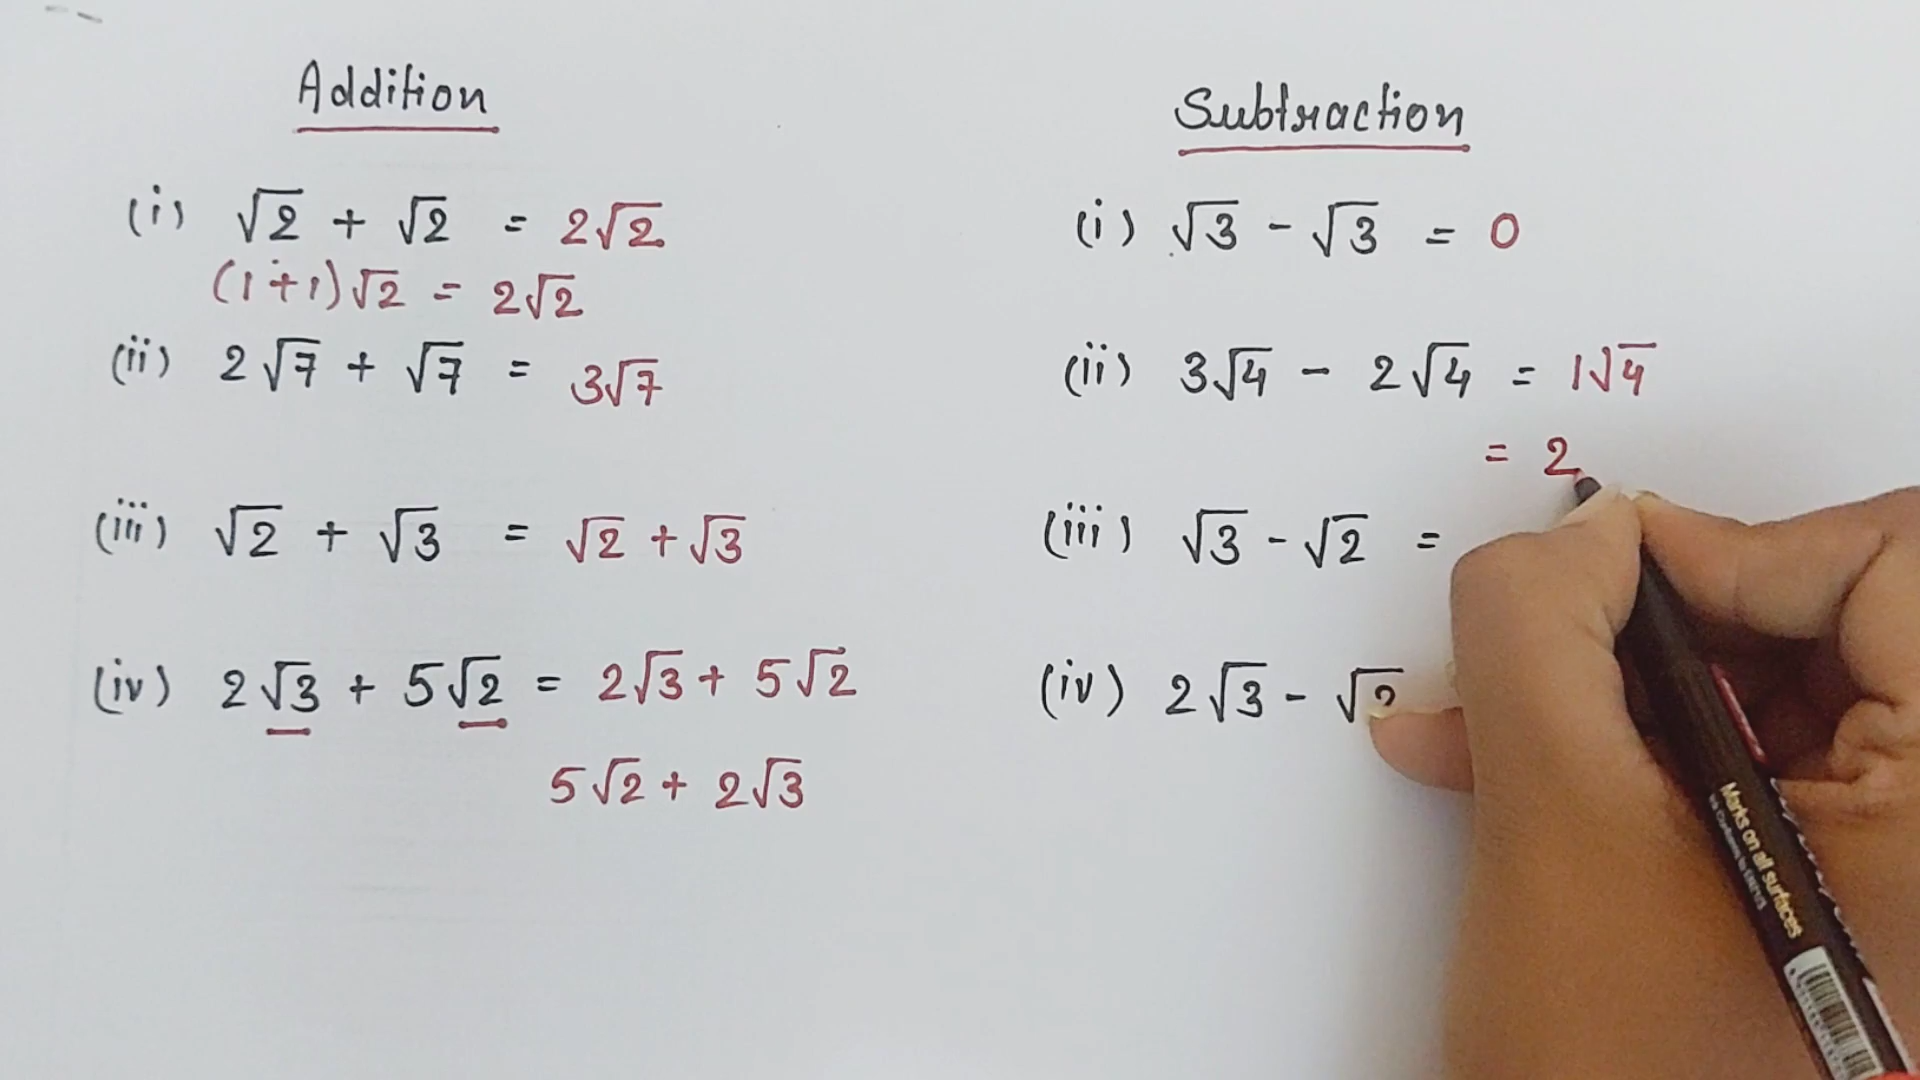 Addition
(i) √2 + √2 = 2√2
(1+1)√2 = 2√2
(ii) 2√7 + √7 = 3√7
(iii) √2 + √3 = √2 + √3
(iv) 2√3 + 5√2 = 2√3 + 5√2
5√2 + 2√3
Subtraction
(i) √3 - √3 = 0
(ii) 3√4 - 2√4 = 1√4
= 2
(iii) √3 - √2 =
(iv) 2√3 - √
Marks on all surfaces